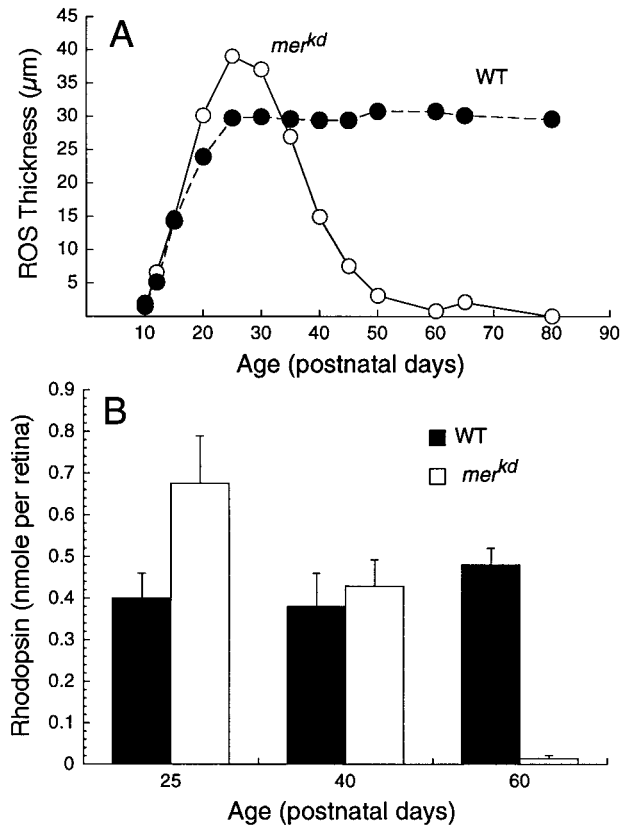 A
mer^kd
WT
ROS Thickness (µm)
45
40
35
30
25
20
15
10
5
10 20 30 40 50 60 70 80 90
Age (postnatal days)
B
WT
mer^kd
Rhodopsin (nmole per retina)
0.9
0.8
0.7
0.6
0.5
0.4
0.3
0.2
0.1
0
25 40 60
Age (postnatal days)